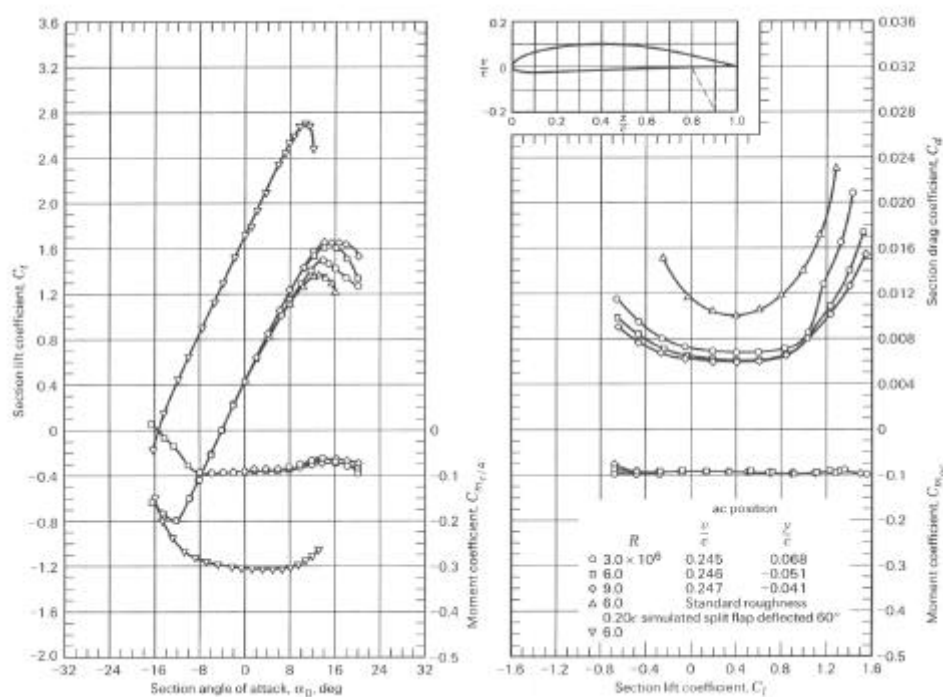 3.6
3.2
2.8
2.4
2.0
1.6
1.2
0.8
0.4
0
-0.4
-0.8
-1.2
-1.6
-2.0
Section lift coefficient, C_l
-32 -24 -16 -8 0 8 16 24 32
Section angle of attack, α_0, deg
0
-0.1
-0.2
-0.3
-0.4
-0.5
Moment coefficient, C_m_c/4
0.2
0
-0.2
0 0.2 0.4 0.6 0.8 1.0
0.036
0.032
0.028
0.024
0.020
0.016
0.012
0.008
0.004
0
-0.1
-0.2
-0.3
-0.4
-0.5
Section drag coefficient, C_d
Moment coefficient, C_m_ac
ac position
R
3.0 × 10^6 0.245 0.068
6.0 0.246 -0.051
9.0 0.247 -0.041
6.0 Standard roughness
0.20c simulated split flap deflected 60°
6.0
-1.6 -1.2 -0.8 -0.4 0 0.4 0.8 1.2 1.6
Section lift coefficient, C_l